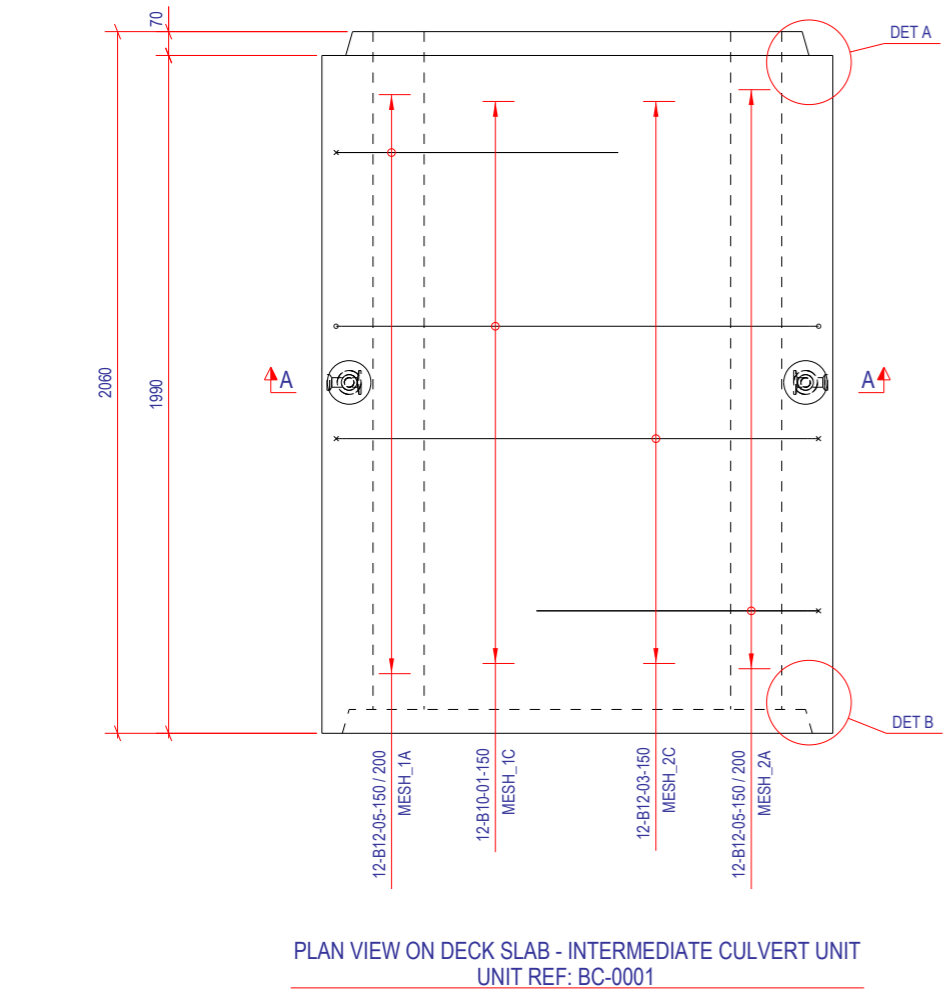 70
DET A
2060
1990
A
A
DET B
12-B12-05-150 / 200
MESH_1A
12-B10-01-150
MESH_1C
12-B12-03-150
MESH_2C
12-B12-05-150 / 200
MESH_2A
PLAN VIEW ON DECK SLAB - INTERMEDIATE CULVERT UNIT
UNIT REF: BC-0001